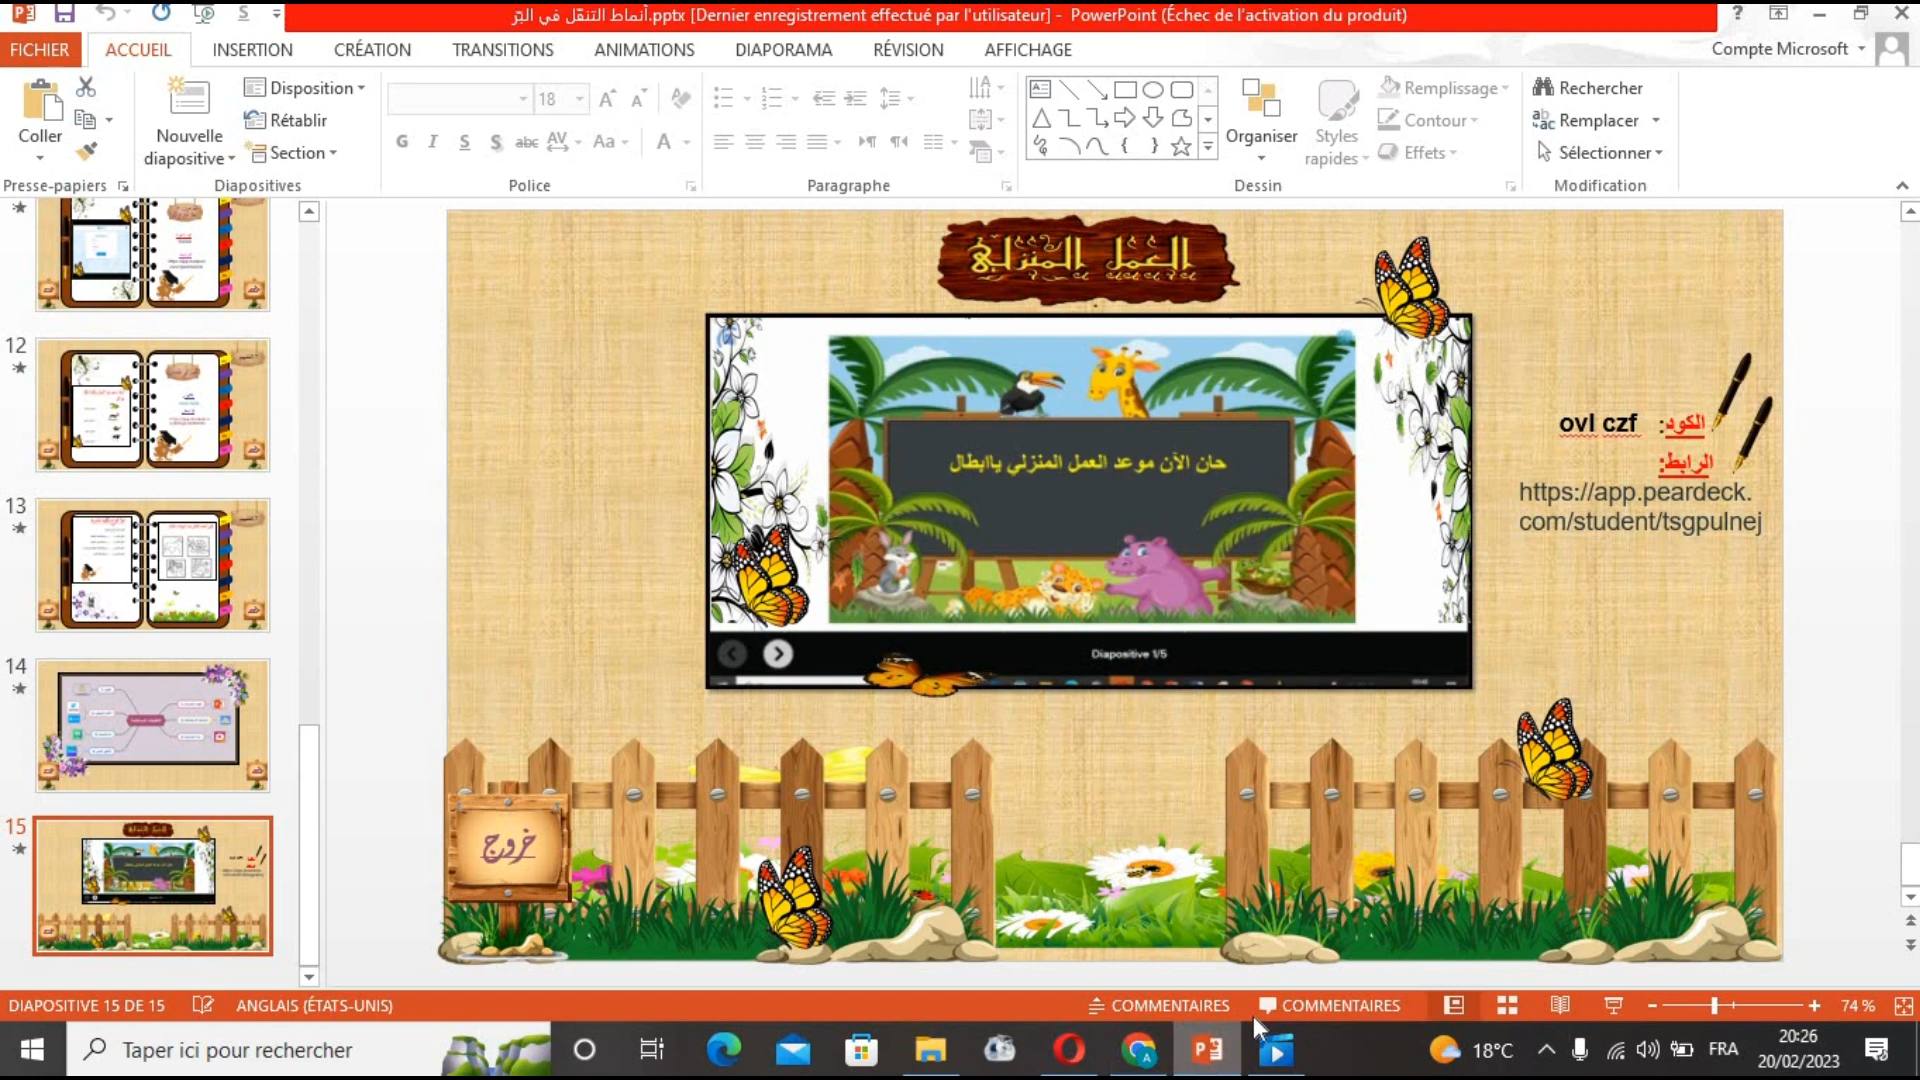 أنماط التنقّل في البّر.pptx [Dernier enregistrement effectué par l'utilisateur] - PowerPoint (Échec de l'activation du produit)
FICHIER ACCUEIL INSERTION CRÉATION TRANSITIONS ANIMATIONS DIAPORAMA RÉVISION AFFICHAGE
Compte Microsoft
Coller
Nouvelle diapositive
Disposition
Rétablir
Section
18
Organiser
Styles rapides
Remplissage
Contour
Effets
Rechercher
Remplacer
Sélectionner
Presse-papiers Diapositives Police Paragraphe Dessin Modification
12
13
14
15
العمل المنزلي
حان الآن موعد العمل المنزلي ياابطال
Diapositive 1/5
الكود: ovl czf
الرابط:
https://app.peardeck.
com/student/tsgpulnej
خروج
DIAPOSITIVE 15 DE 15 ANGLAIS (ÉTATS-UNIS) COMMENTAIRES COMMENTAIRES 74 %
Taper ici pour rechercher
18°C FRA
20:26
20/02/2023